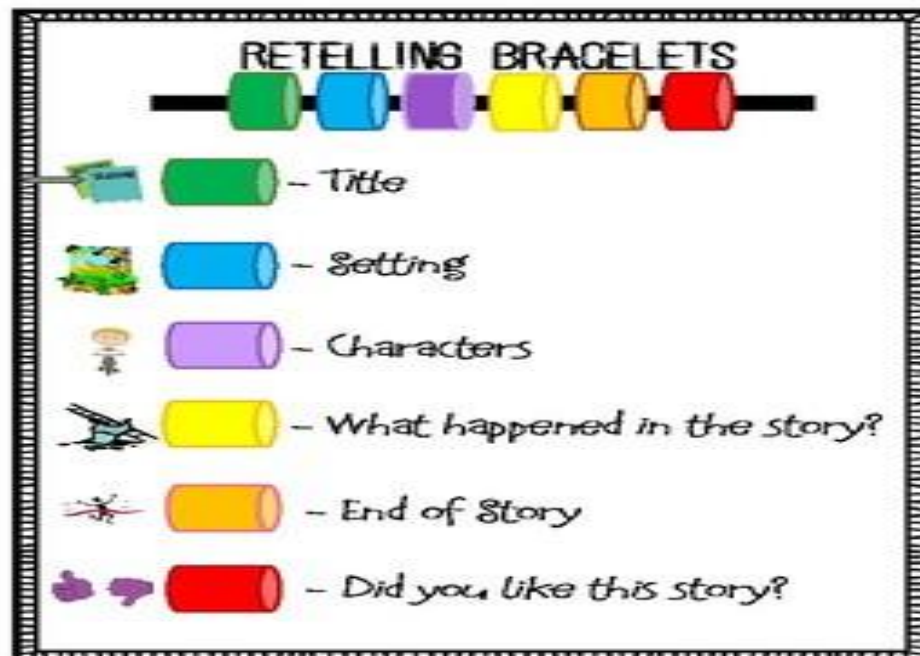 RETELLING BRACELETS
- Title
- Setting
- Characters
- What happened in the story?
- End of Story
- Did you like this story?